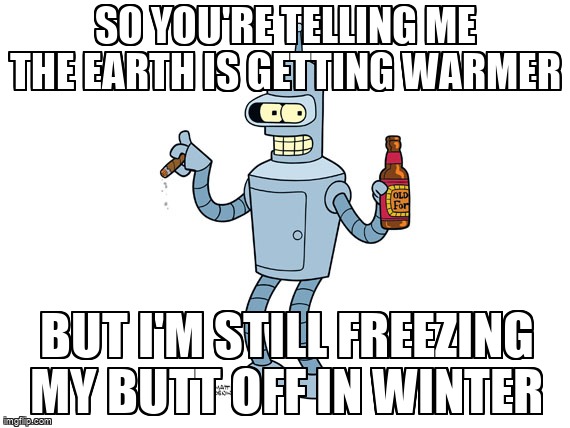 SO YOU'RE TELLING ME
THE EARTH IS GETTING WARMER
OLD
For
BUT I'M STILL FREEZING
MY BUTT OFF IN WINTER
imgflip.com